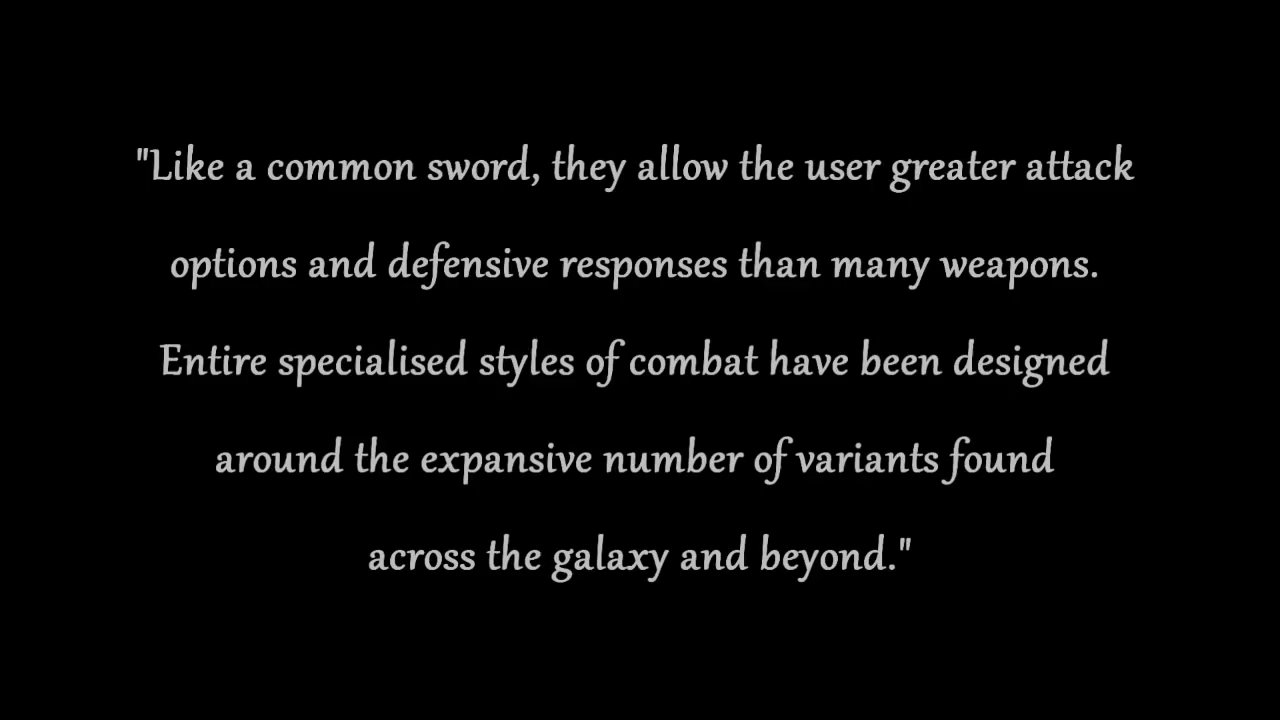 "Like a common sword, they allow the user greater attack
options and defensive responses than many weapons.
Entire specialised styles of combat have been designed
around the expansive number of variants found
across the galaxy and beyond."